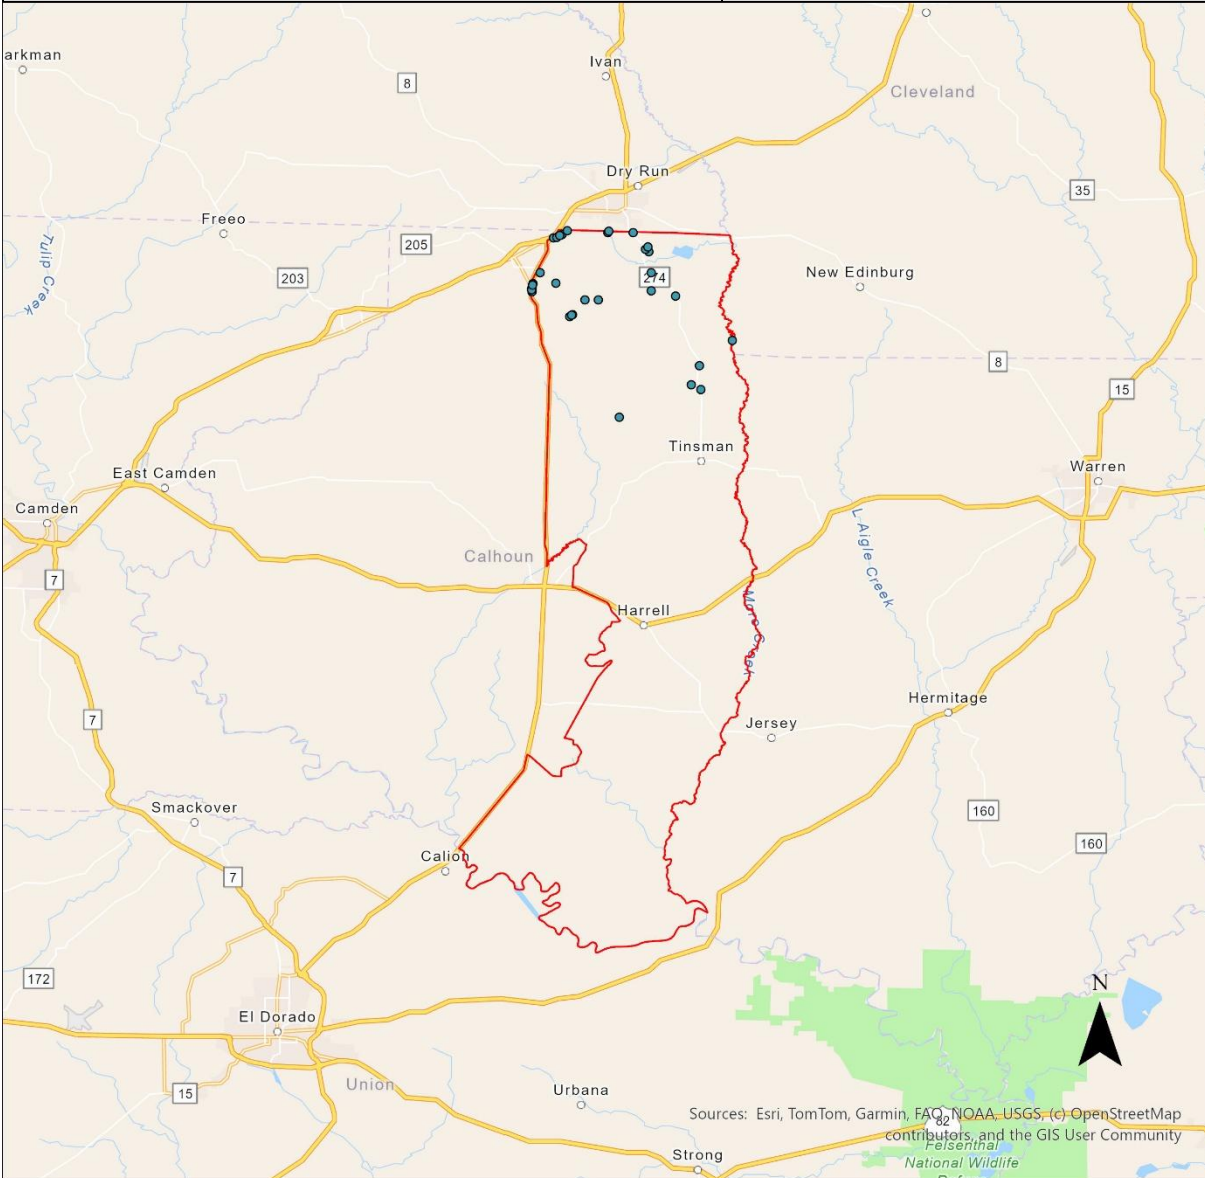 arkman
Ivan
8
Cleveland
Dry Run
35
Freeo
205
Tulip Creek
203
274
New Edinburg
8
15
Tinsman
East Camden
Warren
Camden
L Aigle Creek
Calhoun
7
Harrell
Moro Creek
Hermitage
7
Jersey
Smackover
160
160
Calion
7
172
N
El Dorado
15
Union
Urbana
Sources: Esri, TomTom, Garmin, FAO, NOAA, USGS, (c) OpenStreetMap
82
contributors, and the GIS User Community
Felsenthal
Strong
National Wildlife